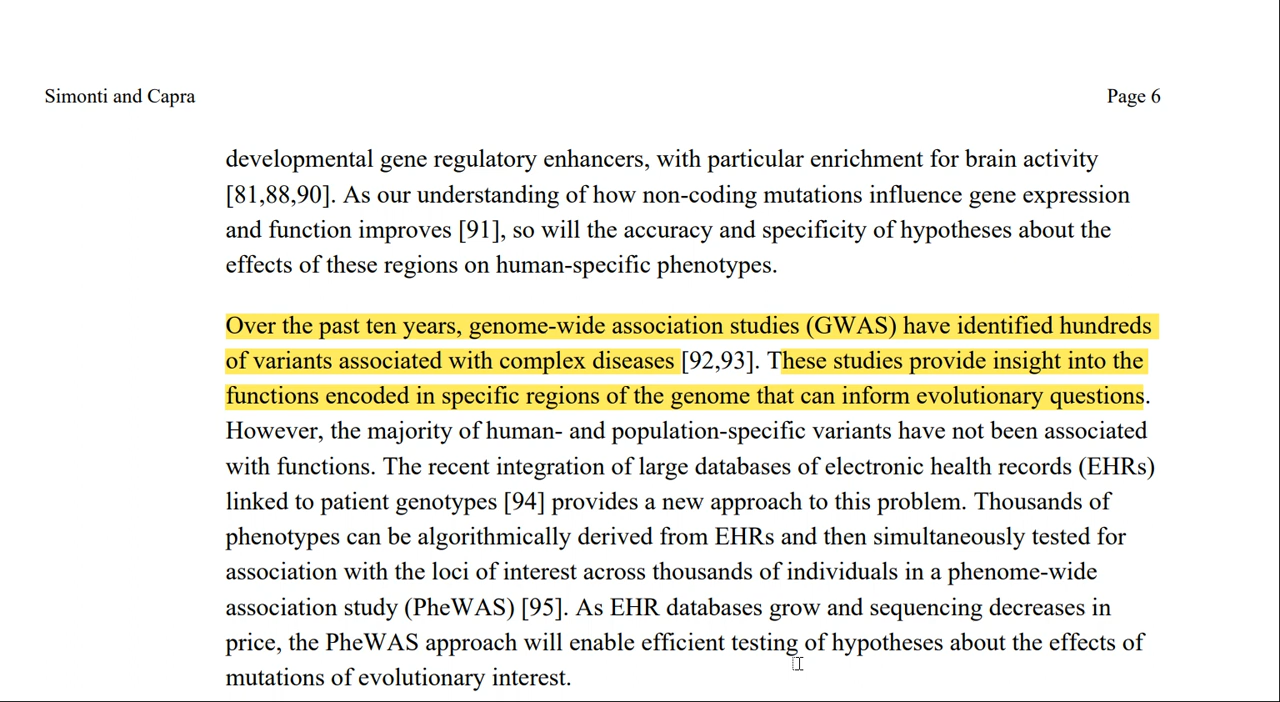 Simonti and Capra
Page 6
developmental gene regulatory enhancers, with particular enrichment for brain activity
[81,88,90]. As our understanding of how non-coding mutations influence gene expression
and function improves [91], so will the accuracy and specificity of hypotheses about the
effects of these regions on human-specific phenotypes.
Over the past ten years, genome-wide association studies (GWAS) have identified hundreds
of variants associated with complex diseases [92,93]. These studies provide insight into the
functions encoded in specific regions of the genome that can inform evolutionary questions.
However, the majority of human- and population-specific variants have not been associated
with functions. The recent integration of large databases of electronic health records (EHRs)
linked to patient genotypes [94] provides a new approach to this problem. Thousands of
phenotypes can be algorithmically derived from EHRs and then simultaneously tested for
association with the loci of interest across thousands of individuals in a phenome-wide
association study (PheWAS) [95]. As EHR databases grow and sequencing decreases in
price, the PheWAS approach will enable efficient testing of hypotheses about the effects of
mutations of evolutionary interest.